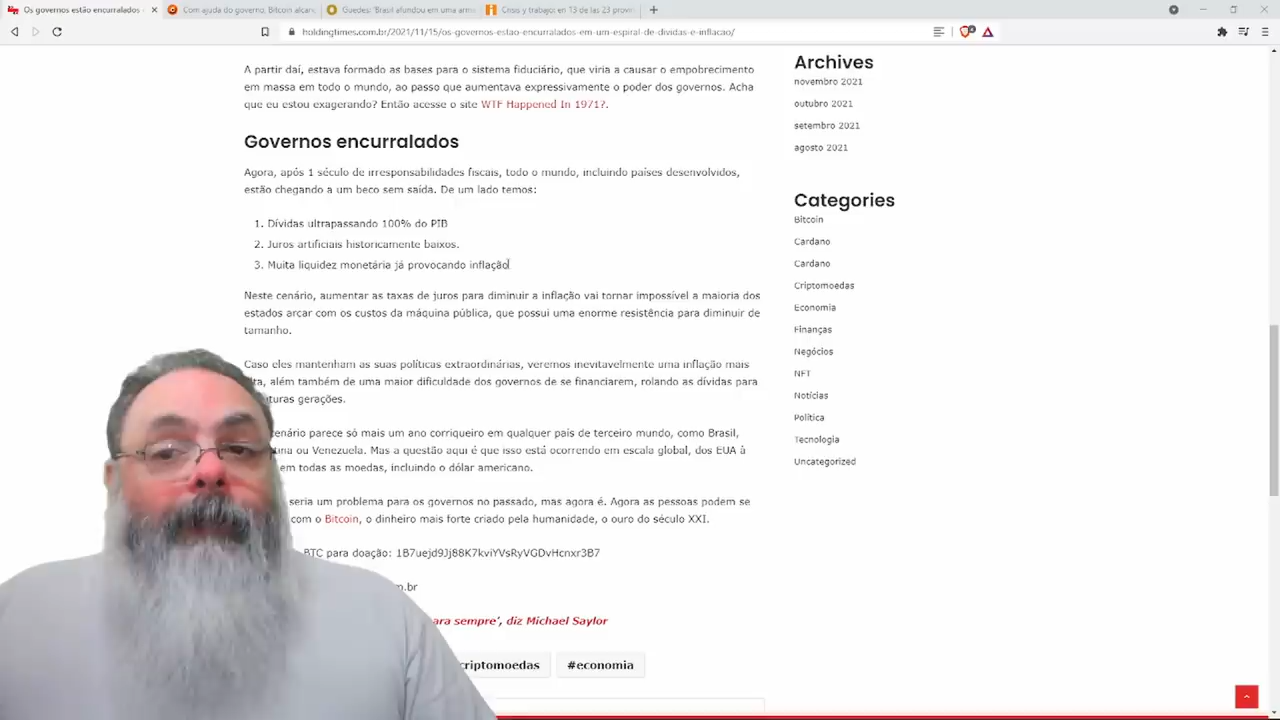 Os governos estão encurralados
Com ajuda do governo, Bitcoin alcan
Guedes: 'Brasil afundou em uma arma
Crisis y trabajo: en 13 de las 23 provin
holdingtimes.com.br/2021/11/15/os-governos-estao-encurralados-em-um-espiral-de-dividas-e-inflacao/
A partir daí, estava formado as bases para o sistema fiduciário, que viria a causar o empobrecimento
em massa em todo o mundo, ao passo que aumentava expressivamente o poder dos governos. Acha
que eu estou exagerando? Então acesse o site WTF Happened In 1971?.
Governos encurralados
Agora, após 1 século de irresponsabilidades fiscais, todo o mundo, incluindo países desenvolvidos,
estão chegando a um beco sem saída. De um lado temos:
1. Dívidas ultrapassando 100% do PIB
2. Juros artificiais historicamente baixos.
3. Muita liquidez monetária já provocando inflação
Neste cenário, aumentar as taxas de juros para diminuir a inflação vai tornar impossível a maioria dos
estados arcar com os custos da máquina pública, que possui uma enorme resistência para diminuir de
tamanho.
Caso eles mantenham as suas políticas extraordinárias, veremos inevitavelmente uma inflação mais
ta, além também de uma maior dificuldade dos governos de se financiarem, rolando as dívidas para
turas gerações.
cenário parece só mais um ano corriqueiro em qualquer país de terceiro mundo, como Brasil,
tina ou Venezuela. Mas a questão aqui é que isso está ocorrendo em escala global, dos EUA à
em todas as moedas, incluindo o dólar americano.
seria um problema para os governos no passado, mas agora é. Agora as pessoas podem se
com o Bitcoin, o dinheiro mais forte criado pela humanidade, o ouro do século XXI.
BTC para doação: 1B7uejd9Jj88K7kviYVsRyVGDvHcnxr3B7
m.br
ara sempre', diz Michael Saylor
criptomoedas
#economia
Archives
novembro 2021
outubro 2021
setembro 2021
agosto 2021
Categories
Bitcoin
Cardano
Cardano
Criptomoedas
Economia
Finanças
Negócios
NFT
Notícias
Política
Tecnologia
Uncategorized